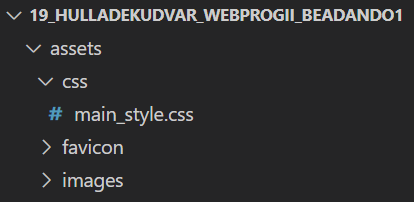 19_HULLADEKUDVAR_WEBPROGII_BEADANDO1
assets
css
# main_style.css
favicon
images